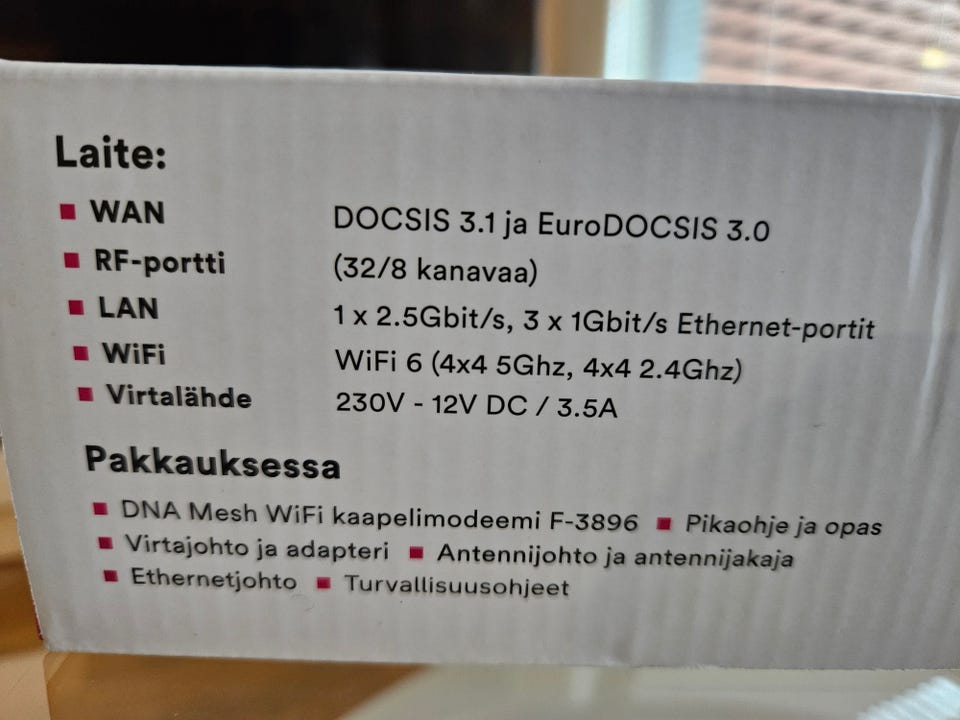 Laite:
WAN DOCSIS 3.1 ja EuroDOCSIS 3.0
RF-portti (32/8 kanavaa)
LAN 1 x 2.5Gbit/s, 3 x 1Gbit/s Ethernet-portit
WiFi WiFi 6 (4x4 5Ghz, 4x4 2.4Ghz)
Virtalähde 230V - 12V DC / 3.5A
Pakkauksessa
DNA Mesh WiFi kaapelimodeemi F-3896 Pikaohje ja opas
Virtajohto ja adapteri Antennijohto ja antennijakaja
Ethernetjohto Turvallisuusohjeet